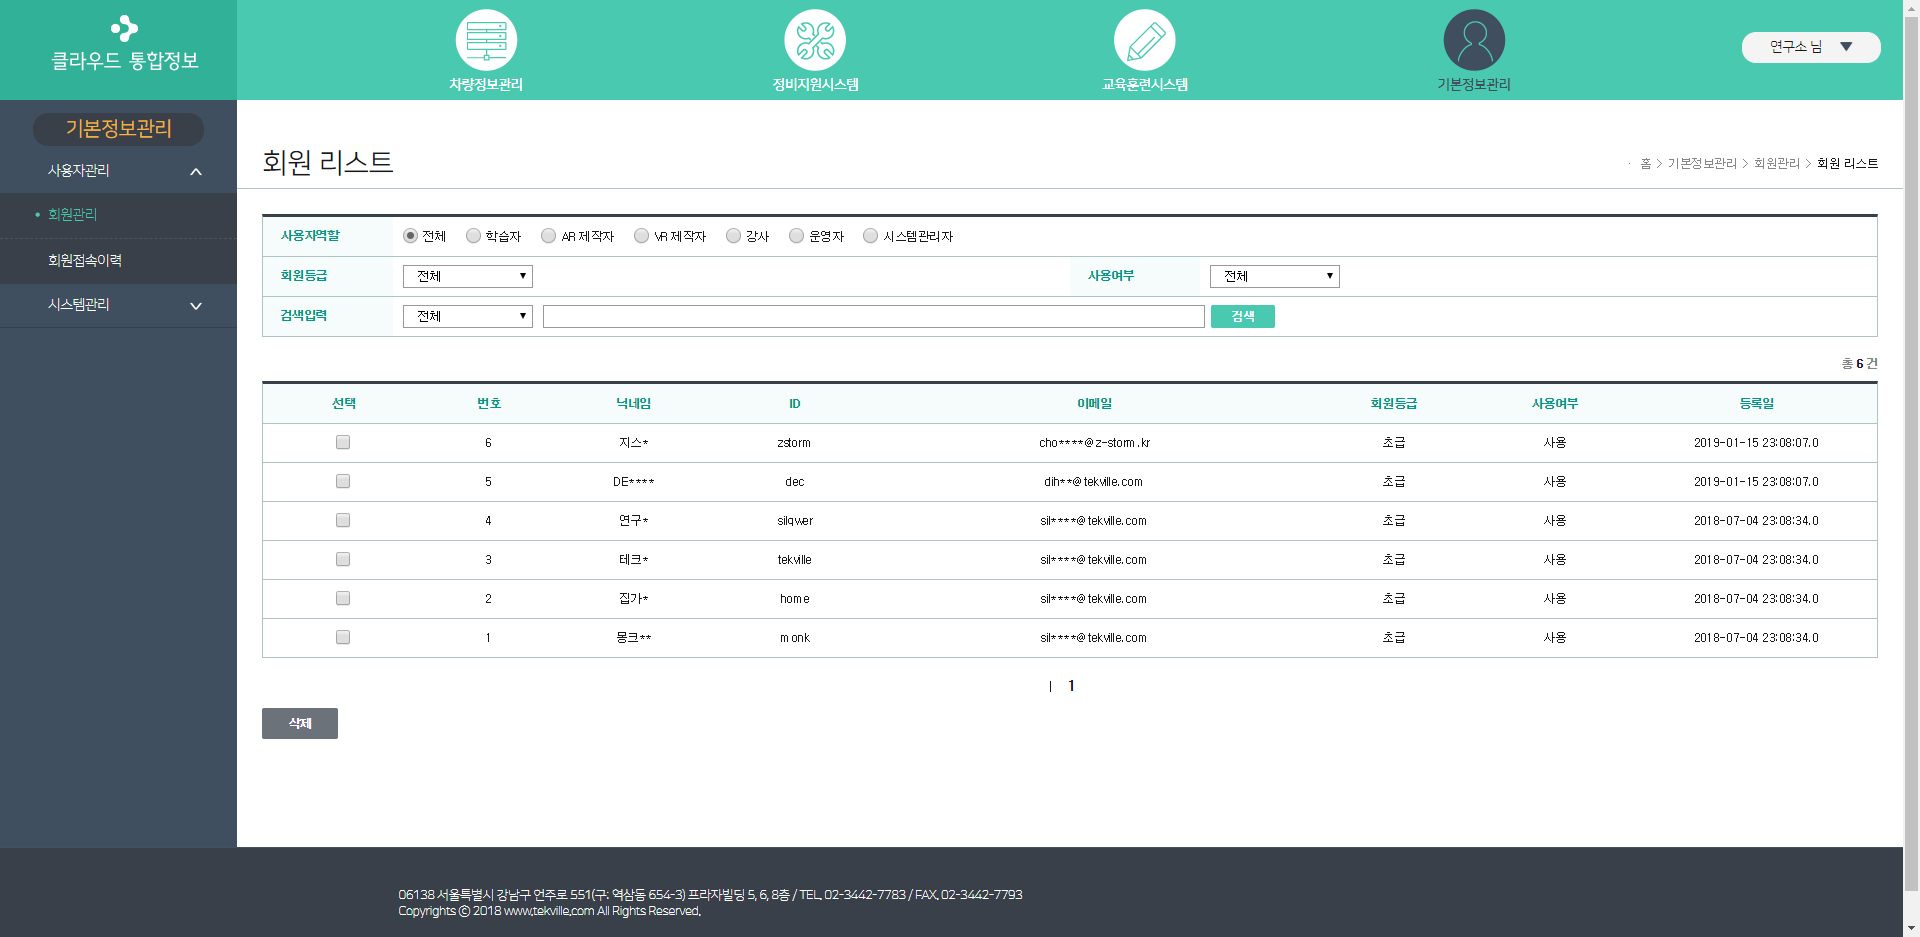 클라우드 통합정보
차량정보관리
정비지원시스템
교육훈련시스템
기본정보관리
연구소 님 ▼
기본정보관리
사용자관리
회원관리
회원접속이력
시스템관리
회원 리스트
홈 > 기본정보관리 > 회원관리 > 회원 리스트
사용자역할 전체 학습자 AR 제작자 VR 제작자 강사 운영자 시스템관리자
회원등급 전체 사용여부 전체
검색입력 전체 검색
총 6 건
선택 번호 닉네임 ID 이메일 회원등급 사용여부 등록일
6 지스* zstorm cho****@z-storm.kr 초급 사용 2019-01-15 23:08:07.0
5 DE**** dec dih**@tekville.com 초급 사용 2019-01-15 23:08:07.0
4 연구* silqwer sil****@tekville.com 초급 사용 2018-07-04 23:08:34.0
3 테크* tekville sil****@tekville.com 초급 사용 2018-07-04 23:08:34.0
2 집가* home sil****@tekville.com 초급 사용 2018-07-04 23:08:34.0
1 몽크** monk sil****@tekville.com 초급 사용 2018-07-04 23:08:34.0
| 1
삭제
06138 서울특별시 강남구 언주로 551(구: 역삼동 654-3) 프라자빌딩 5, 6, 8층 / TEL. 02-3442-7783 / FAX. 02-3442-7793
Copyrights ⓒ 2018 www.tekville.com All Rights Reserved.